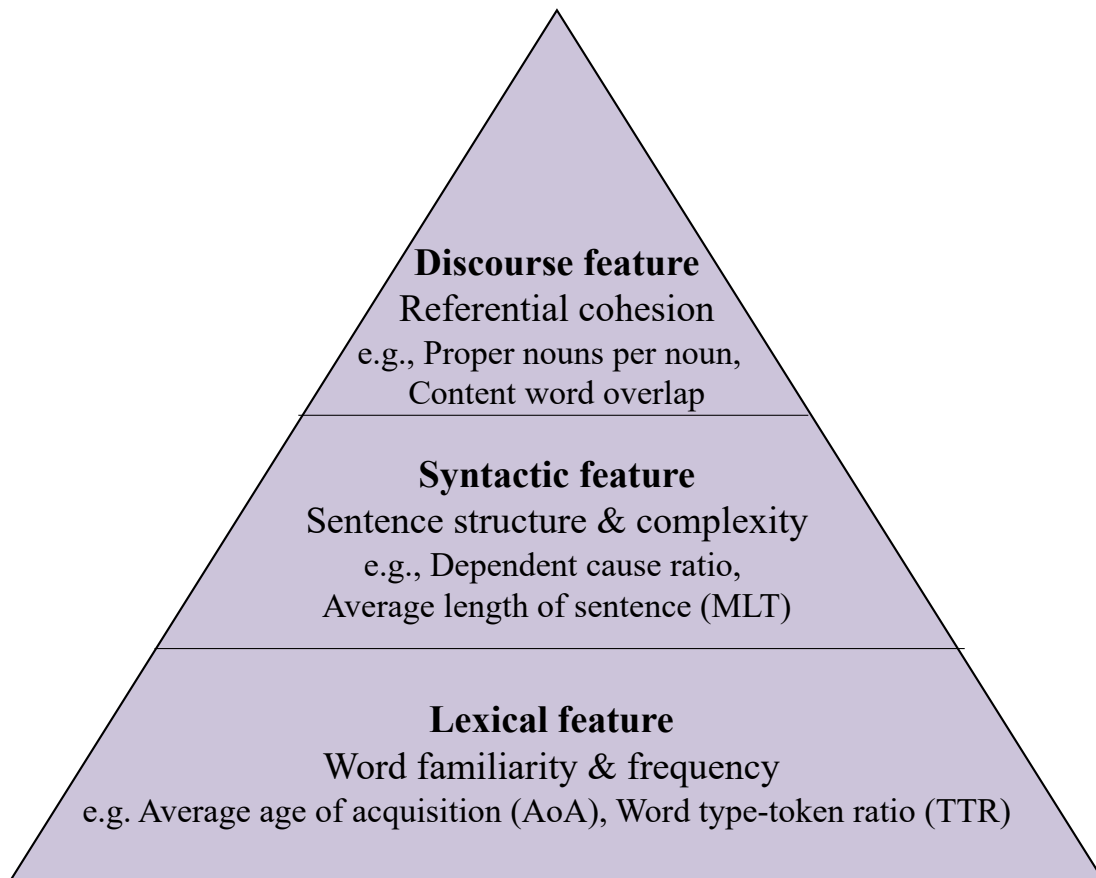 Discourse feature
Referential cohesion
e.g., Proper nouns per noun,
Content word overlap
Syntactic feature
Sentence structure & complexity
e.g., Dependent cause ratio,
Average length of sentence (MLT)
Lexical feature
Word familiarity & frequency
e.g. Average age of acquisition (AoA), Word type-token ratio (TTR)